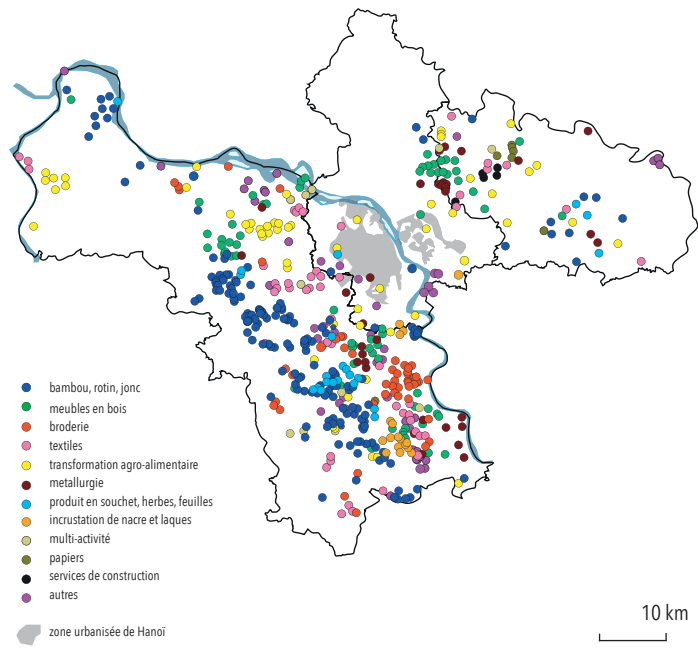 bambou, rotin, jonc
meubles en bois
broderie
textiles
transformation agro-alimentaire
metallurgie
produit en souchet, herbes, feuilles
incrustation de nacre et laques
multi-activité
papiers
services de construction
autres
zone urbanisée de Hanoï
10 km